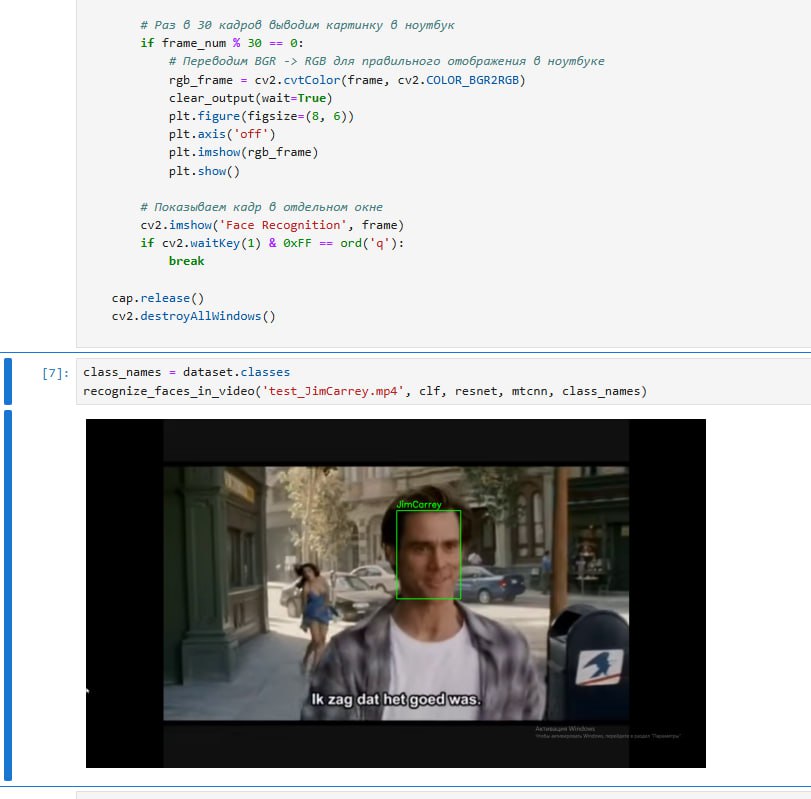 # Раз в 30 кадров выводим картинку в ноутбук
if frame_num % 30 == 0:
# Переводим BGR -> RGB для правильного отображения в ноутбуке
rgb_frame = cv2.cvtColor(frame, cv2.COLOR_BGR2RGB)
clear_output(wait=True)
plt.figure(figsize=(8, 6))
plt.axis('off')
plt.imshow(rgb_frame)
plt.show()
# Показываем кадр в отдельном окне
cv2.imshow('Face Recognition', frame)
if cv2.waitKey(1) & 0xFF == ord('q'):
break
cap.release()
cv2.destroyAllWindows()
[7]:
class_names = dataset.classes
recognize_faces_in_video('test_JimCarrey.mp4', clf, resnet, mtcnn, class_names)
JimCarrey
Ik zag dat het goed was.
Активация Windows
Чтобы активировать Windows, перейдите в раздел "Параметры".